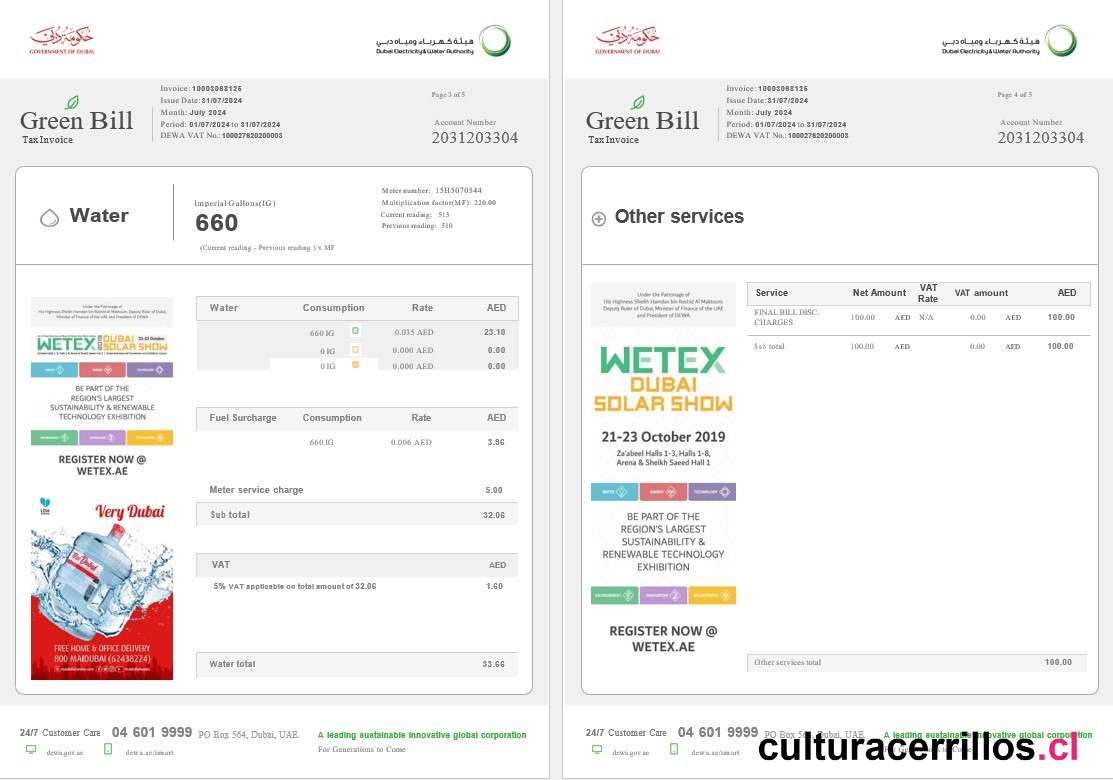 حكومة دبي
GOVERNMENT OF DUBAI
هيئة كهرباء ومياه دبي
Dubai Electricity&Water Authority
Green Bill
Tax Invoice
Invoice: 10003068125
Issue Date: 31/07/2024
Month: July 2024
Period: 01/07/2024 to 31/07/2024
DEWA VAT No.: 100027620200003
Page 3 of 5
Account Number
2031203304
Water
Imperial Gallons(IG)
660
(Current reading - Previous reading ) x MF
Meter number: 15H5070544
Multiplication factor(MF): 220.00
Current reading: 513
Previous reading: 510
Under the Patronage of
His Highness Sheikh Hamdan bin Rashid Al Maktoum,
Deputy Ruler of Dubai, Minister of Finance of the UAE
and President of DEWA
WETEX DUBAI SOLAR SHOW
21-23 October
BE PART OF THE
REGION'S LARGEST
SUSTAINABILITY & RENEWABLE
TECHNOLOGY EXHIBITION
REGISTER NOW @
WETEX.AE
Very Dubai
Mai Dubai
FREE HOME & OFFICE DELIVERY
800 MAIDUBAI (62438224)
Water Consumption Rate AED
660 IG 0.035 AED 23.10
0 IG 0.000 AED 0.00
0 IG 0.000 AED 0.00
Fuel Surcharge Consumption Rate AED
660 IG 0.006 AED 3.96
Meter service charge 5.00
Sub total 32.06
VAT AED
5% VAT applicable on total amount of 32.06 1.60
Water total 33.66
24/7 Customer Care 04 601 9999 PO Box 564, Dubai, UAE.
dewa.gov.ae dewa.ae/smart
A leading sustainable innovative global corporation
For Generations to Come
حكومة دبي
GOVERNMENT OF DUBAI
هيئة كهرباء ومياه دبي
Dubai Electricity&Water Authority
Green Bill
Tax Invoice
Invoice: 10003068125
Issue Date: 31/07/2024
Month: July 2024
Period: 01/07/2024 to 31/07/2024
DEWA VAT No.: 100027620200003
Page 4 of 5
Account Number
2031203304
Other services
Under the Patronage of
His Highness Sheikh Hamdan bin Rashid Al Maktoum,
Deputy Ruler of Dubai, Minister of Finance of the UAE
and President of DEWA
WETEX
DUBAI
SOLAR SHOW
21-23 October 2019
Za'abeel Halls 1-3, Halls 1-8,
Arena & Sheikh Saeed Hall 1
WATER ENERGY TECHNOLOGY
BE PART OF THE
REGION'S LARGEST
SUSTAINABILITY &
RENEWABLE TECHNOLOGY
EXHIBITION
ENVIRONMENT INNOVATION
REGISTER NOW @
WETEX.AE
Service Net Amount VAT Rate VAT amount AED
FINAL BILL DISC. CHARGES 100.00 AED N/A 0.00 AED 100.00
Sub total 100.00 AED 0.00 AED 100.00
Other services total 100.00
24/7 Customer Care 04 601 9999 PO Box 564, Dubai, UAE.
dewa.gov.ae dewa.ae/smart
A leading sustainable innovative global corporation
For Generations to Come
culturacerrillos.cl